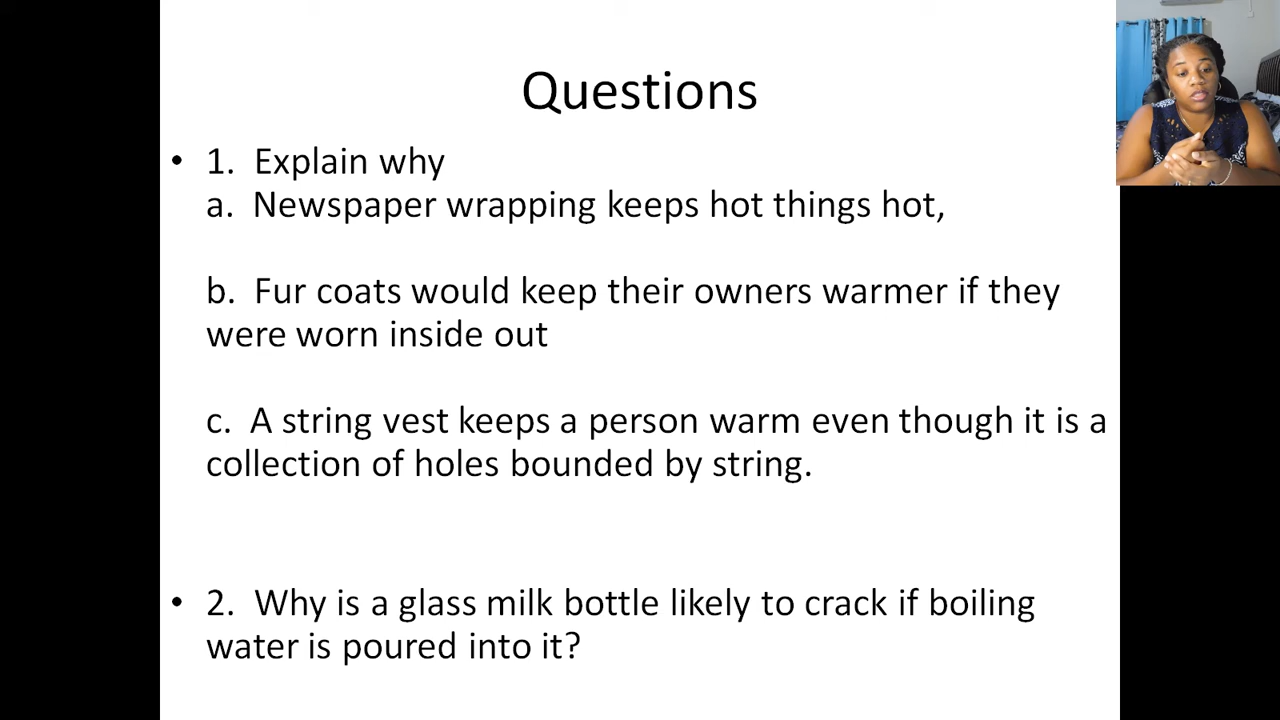 Questions
• 1. Explain why
a. Newspaper wrapping keeps hot things hot,
b. Fur coats would keep their owners warmer if they
were worn inside out
c. A string vest keeps a person warm even though it is a
collection of holes bounded by string.
• 2. Why is a glass milk bottle likely to crack if boiling
water is poured into it?